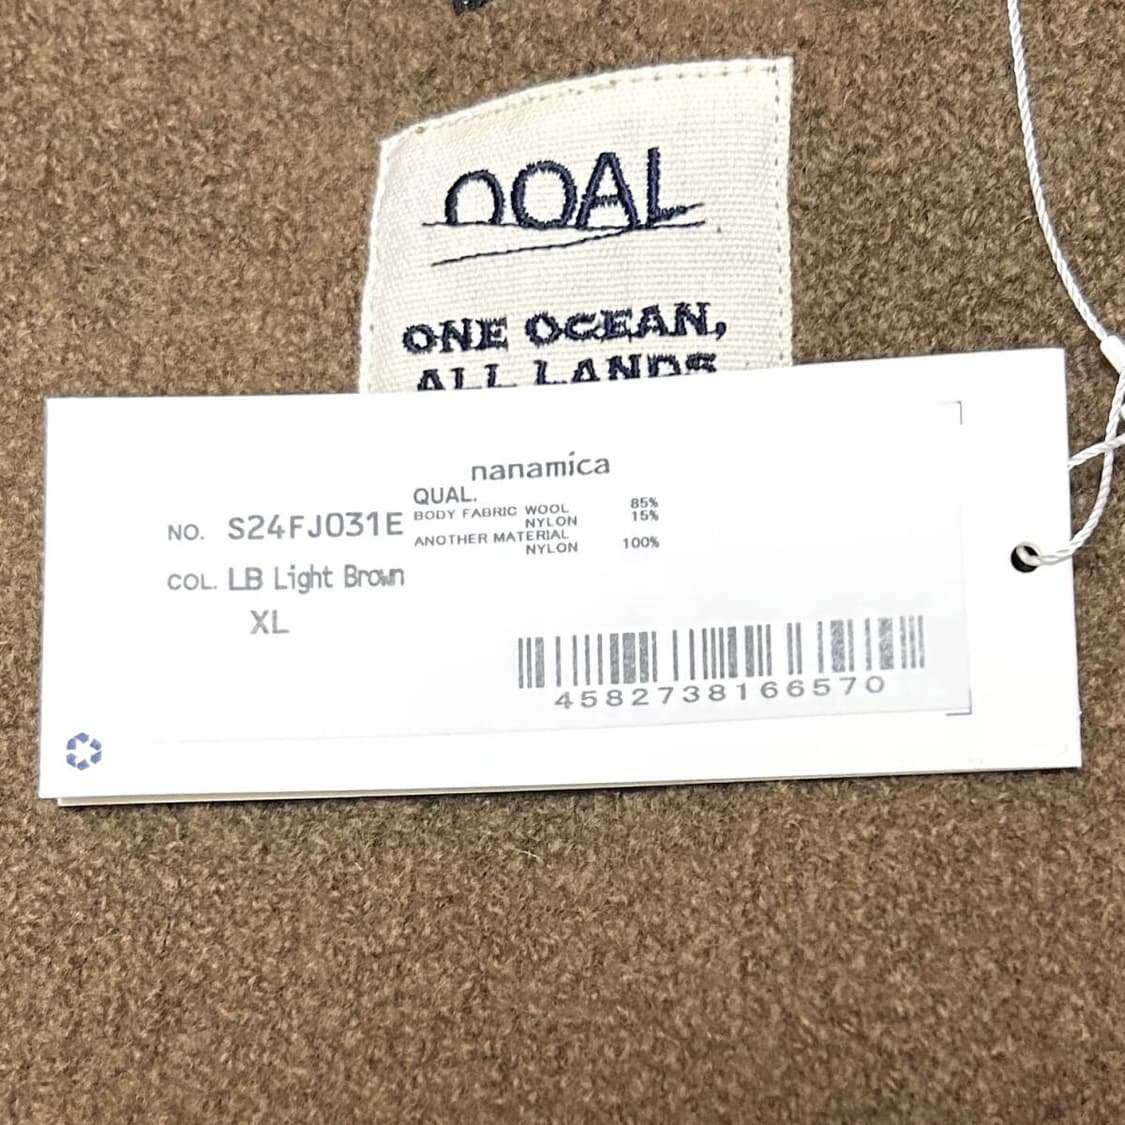 nOAL
ONE OCEAN,
ALL LANDS
nanamica
QUAL.
NO. S24FJ031E
BODY FABRIC WOOL 85%
NYLON 15%
ANOTHER MATERIAL
NYLON 100%
COL. LB Light Brown
XL
4582738166570